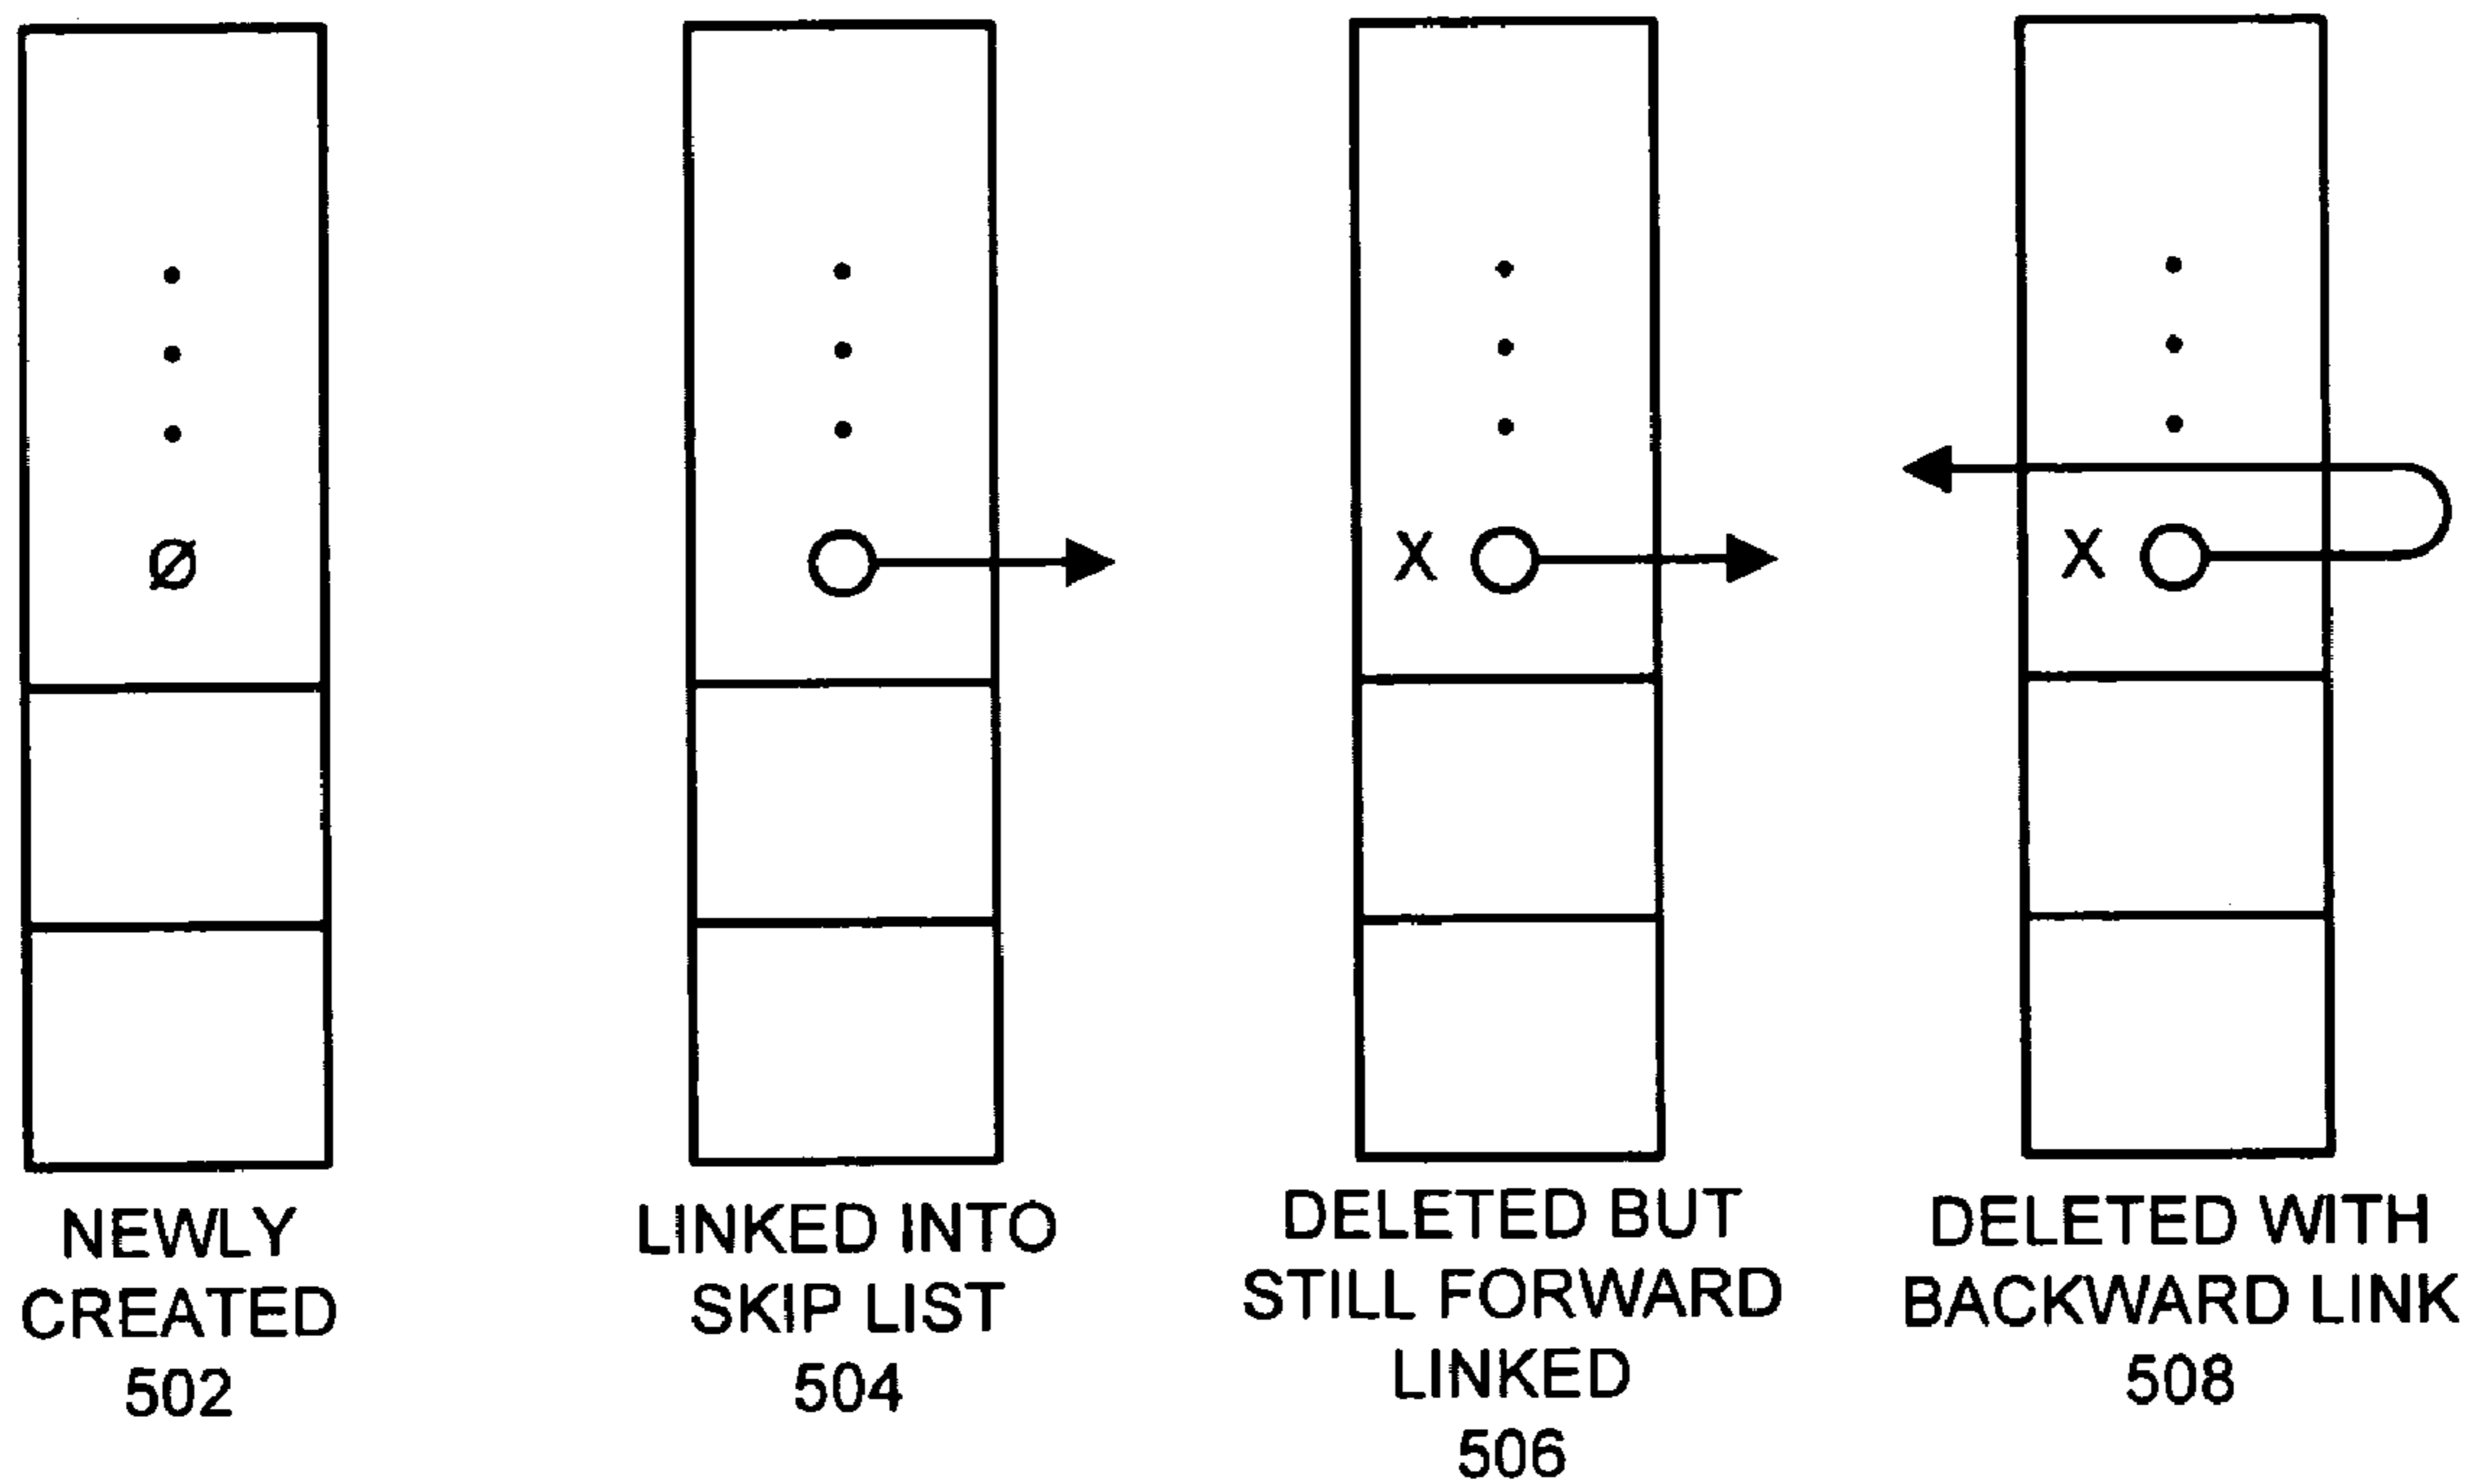 Ø
X
X
NEWLY
CREATED
502
LINKED INTO
SKIP LIST
504
DELETED BUT
STILL FORWARD
LINKED
506
DELETED WITH
BACKWARD LINK
508